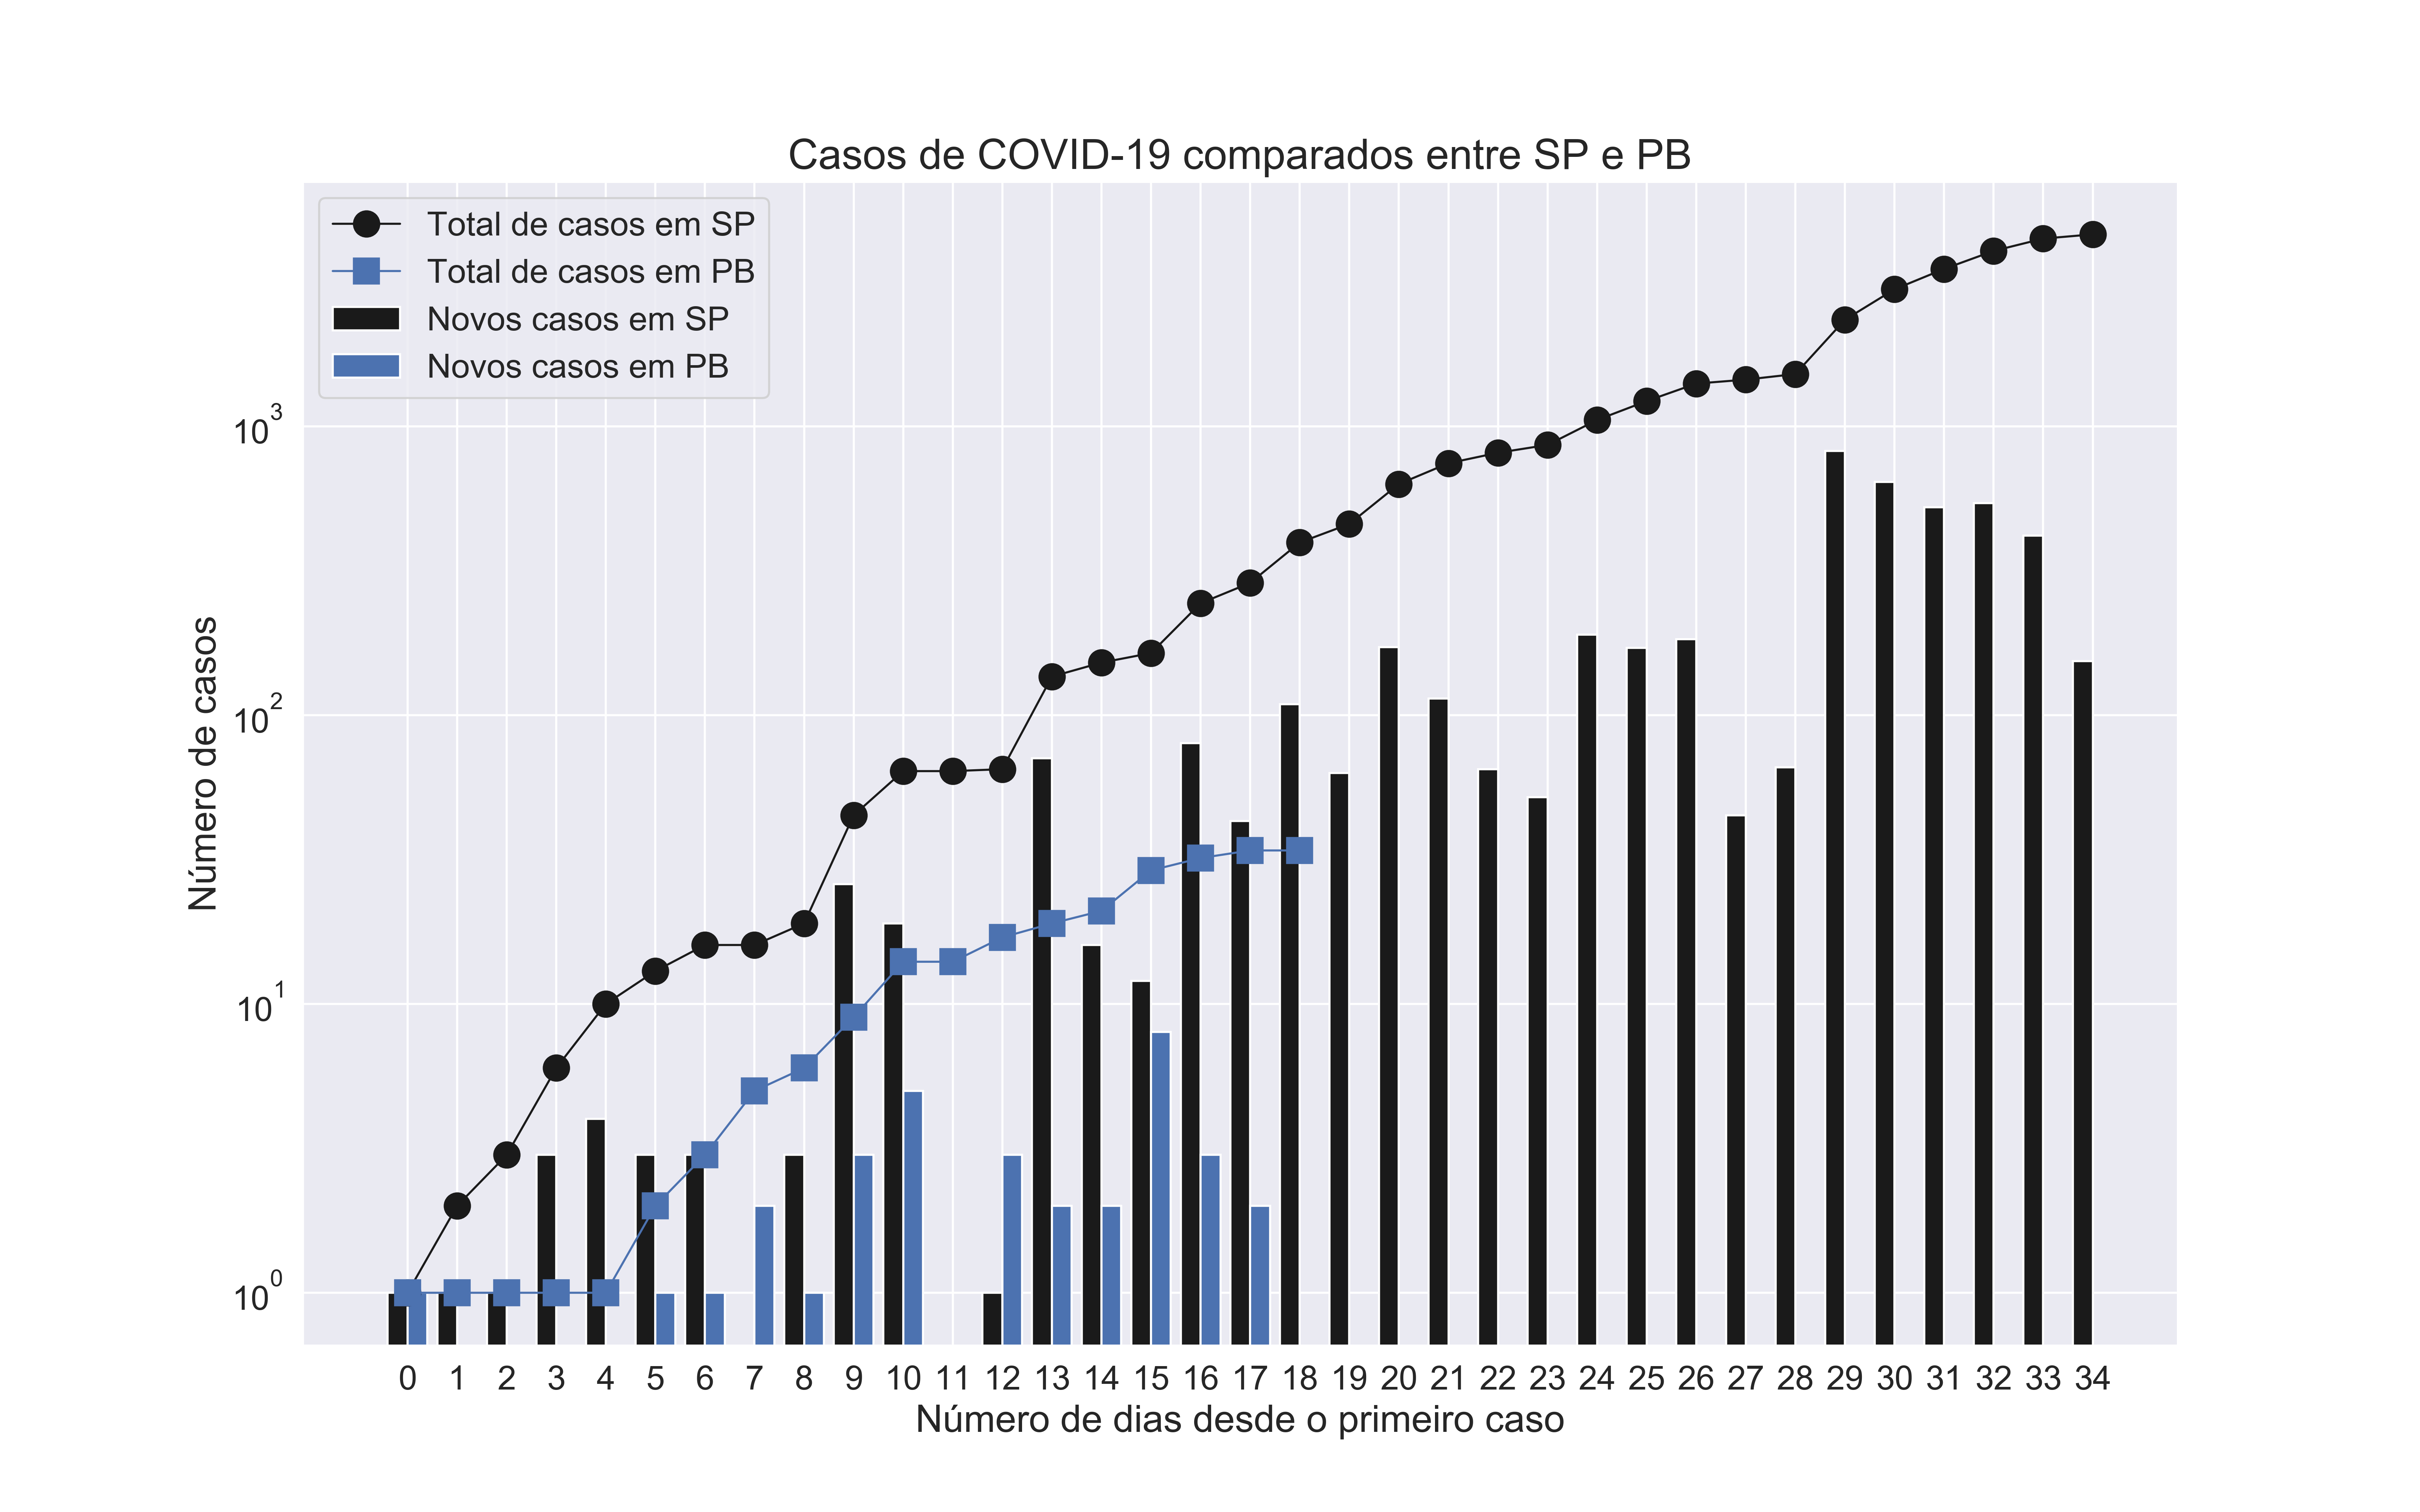 Casos de COVID-19 comparados entre SP e PB
Total de casos em SP
Total de casos em PB
Novos casos em SP
Novos casos em PB
Número de casos
10³
10²
10¹
10⁰
0 1 2 3 4 5 6 7 8 9 10 11 12 13 14 15 16 17 18 19 20 21 22 23 24 25 26 27 28 29 30 31 32 33 34
Número de dias desde o primeiro caso